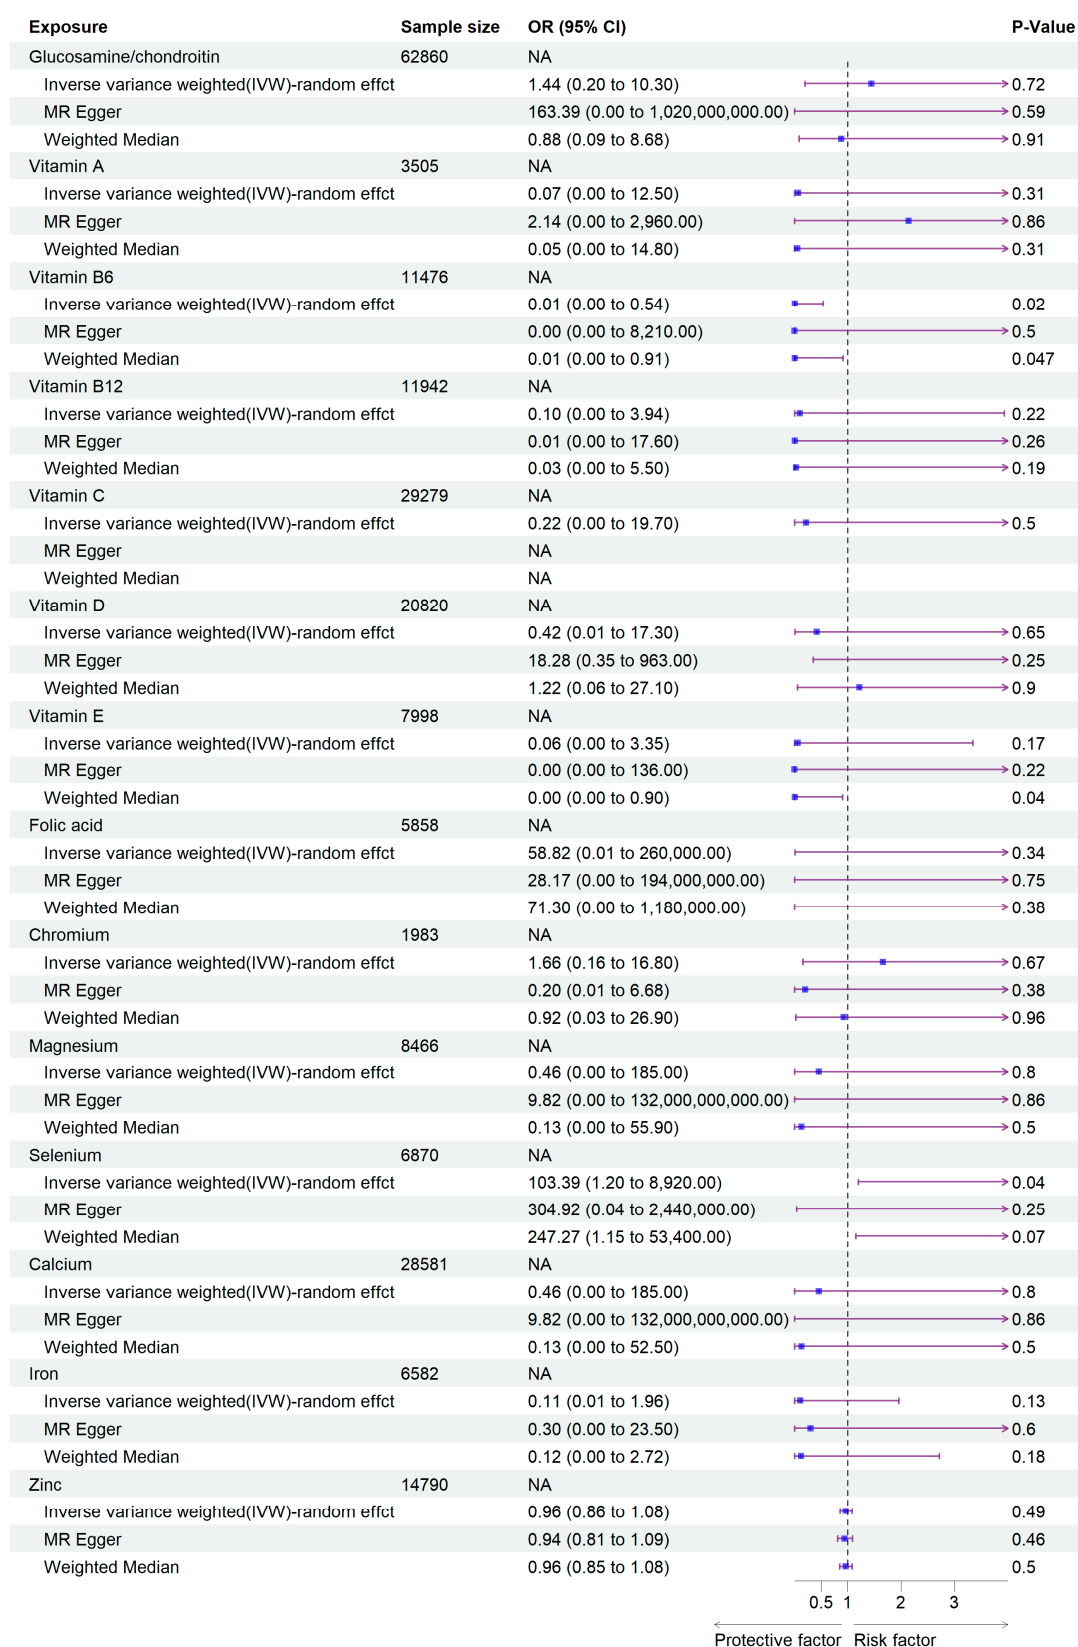 Exposure Sample size OR (95% CI) P-Value
Glucosamine/chondroitin 62860 NA
Inverse variance weighted(IVW)-random effct 1.44 (0.20 to 10.30) 0.72
MR Egger 163.39 (0.00 to 1,020,000,000.00) 0.59
Weighted Median 0.88 (0.09 to 8.68) 0.91
Vitamin A 3505 NA
Inverse variance weighted(IVW)-random effct 0.07 (0.00 to 12.50) 0.31
MR Egger 2.14 (0.00 to 2,960.00) 0.86
Weighted Median 0.05 (0.00 to 14.80) 0.31
Vitamin B6 11476 NA
Inverse variance weighted(IVW)-random effct 0.01 (0.00 to 0.54) 0.02
MR Egger 0.00 (0.00 to 8,210.00) 0.5
Weighted Median 0.01 (0.00 to 0.91) 0.047
Vitamin B12 11942 NA
Inverse variance weighted(IVW)-random effct 0.10 (0.00 to 3.94) 0.22
MR Egger 0.01 (0.00 to 17.60) 0.26
Weighted Median 0.03 (0.00 to 5.50) 0.19
Vitamin C 29279 NA
Inverse variance weighted(IVW)-random effct 0.22 (0.00 to 19.70) 0.5
MR Egger NA
Weighted Median NA
Vitamin D 20820 NA
Inverse variance weighted(IVW)-random effct 0.42 (0.01 to 17.30) 0.65
MR Egger 18.28 (0.35 to 963.00) 0.25
Weighted Median 1.22 (0.06 to 27.10) 0.9
Vitamin E 7998 NA
Inverse variance weighted(IVW)-random effct 0.06 (0.00 to 3.35) 0.17
MR Egger 0.00 (0.00 to 136.00) 0.22
Weighted Median 0.00 (0.00 to 0.90) 0.04
Folic acid 5858 NA
Inverse variance weighted(IVW)-random effct 58.82 (0.01 to 260,000.00) 0.34
MR Egger 28.17 (0.00 to 194,000,000.00) 0.75
Weighted Median 71.30 (0.00 to 1,180,000.00) 0.38
Chromium 1983 NA
Inverse variance weighted(IVW)-random effct 1.66 (0.16 to 16.80) 0.67
MR Egger 0.20 (0.01 to 6.68) 0.38
Weighted Median 0.92 (0.03 to 26.90) 0.96
Magnesium 8466 NA
Inverse variance weighted(IVW)-random effct 0.46 (0.00 to 185.00) 0.8
MR Egger 9.82 (0.00 to 132,000,000,000.00) 0.86
Weighted Median 0.13 (0.00 to 55.90) 0.5
Selenium 6870 NA
Inverse variance weighted(IVW)-random effct 103.39 (1.20 to 8,920.00) 0.04
MR Egger 304.92 (0.04 to 2,440,000.00) 0.25
Weighted Median 247.27 (1.15 to 53,400.00) 0.07
Calcium 28581 NA
Inverse variance weighted(IVW)-random effct 0.46 (0.00 to 185.00) 0.8
MR Egger 9.82 (0.00 to 132,000,000,000.00) 0.86
Weighted Median 0.13 (0.00 to 52.50) 0.5
Iron 6582 NA
Inverse variance weighted(IVW)-random effct 0.11 (0.01 to 1.96) 0.13
MR Egger 0.30 (0.00 to 23.50) 0.6
Weighted Median 0.12 (0.00 to 2.72) 0.18
Zinc 14790 NA
Inverse variance weighted(IVW)-random effct 0.96 (0.86 to 1.08) 0.49
MR Egger 0.94 (0.81 to 1.09) 0.46
Weighted Median 0.96 (0.85 to 1.08) 0.5
0.5 1 2 3
Protective factor Risk factor